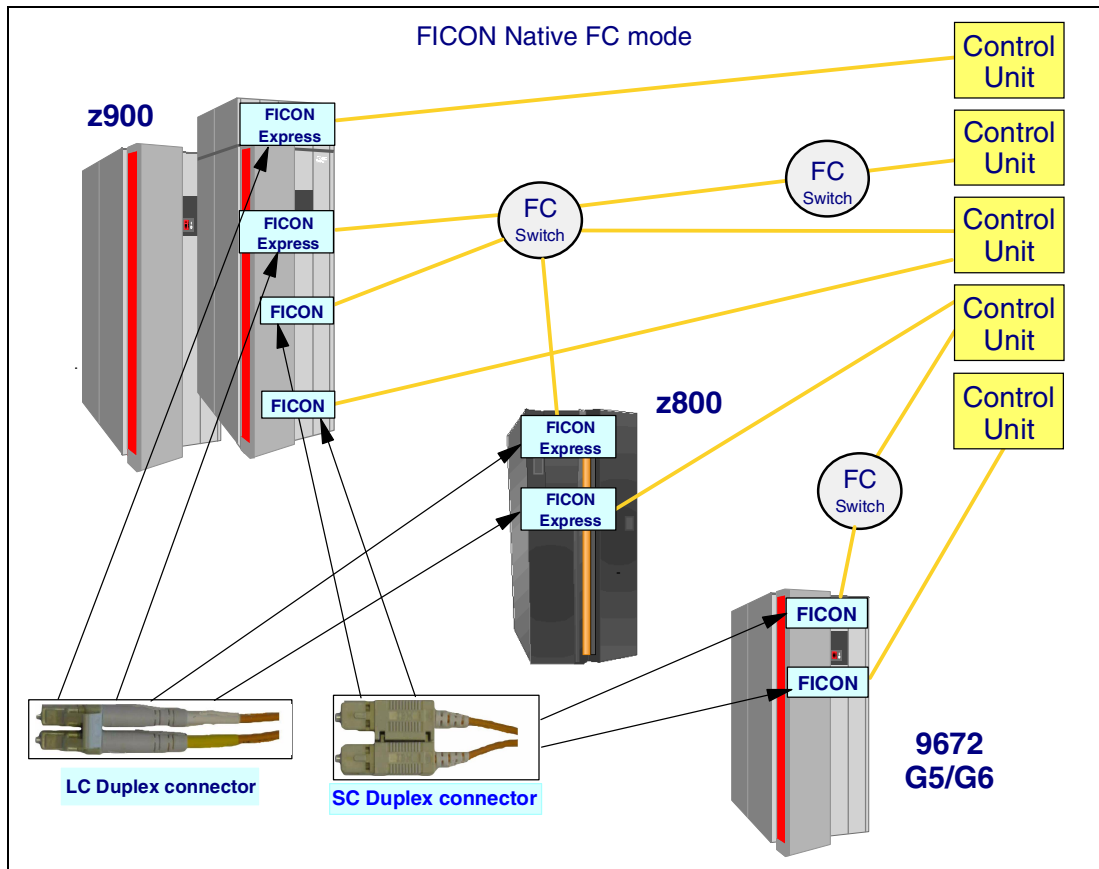 FICON Native FC mode
Control
Unit
z900
FICON
Express
Control
Unit
FC
Switch
FC
Switch
FICON
Express
Control
Unit
FICON
Control
Unit
FICON
z800
Control
Unit
FICON
Express
FC
Switch
FICON
Express
FICON
FICON
9672
G5/G6
LC Duplex connector
SC Duplex connector